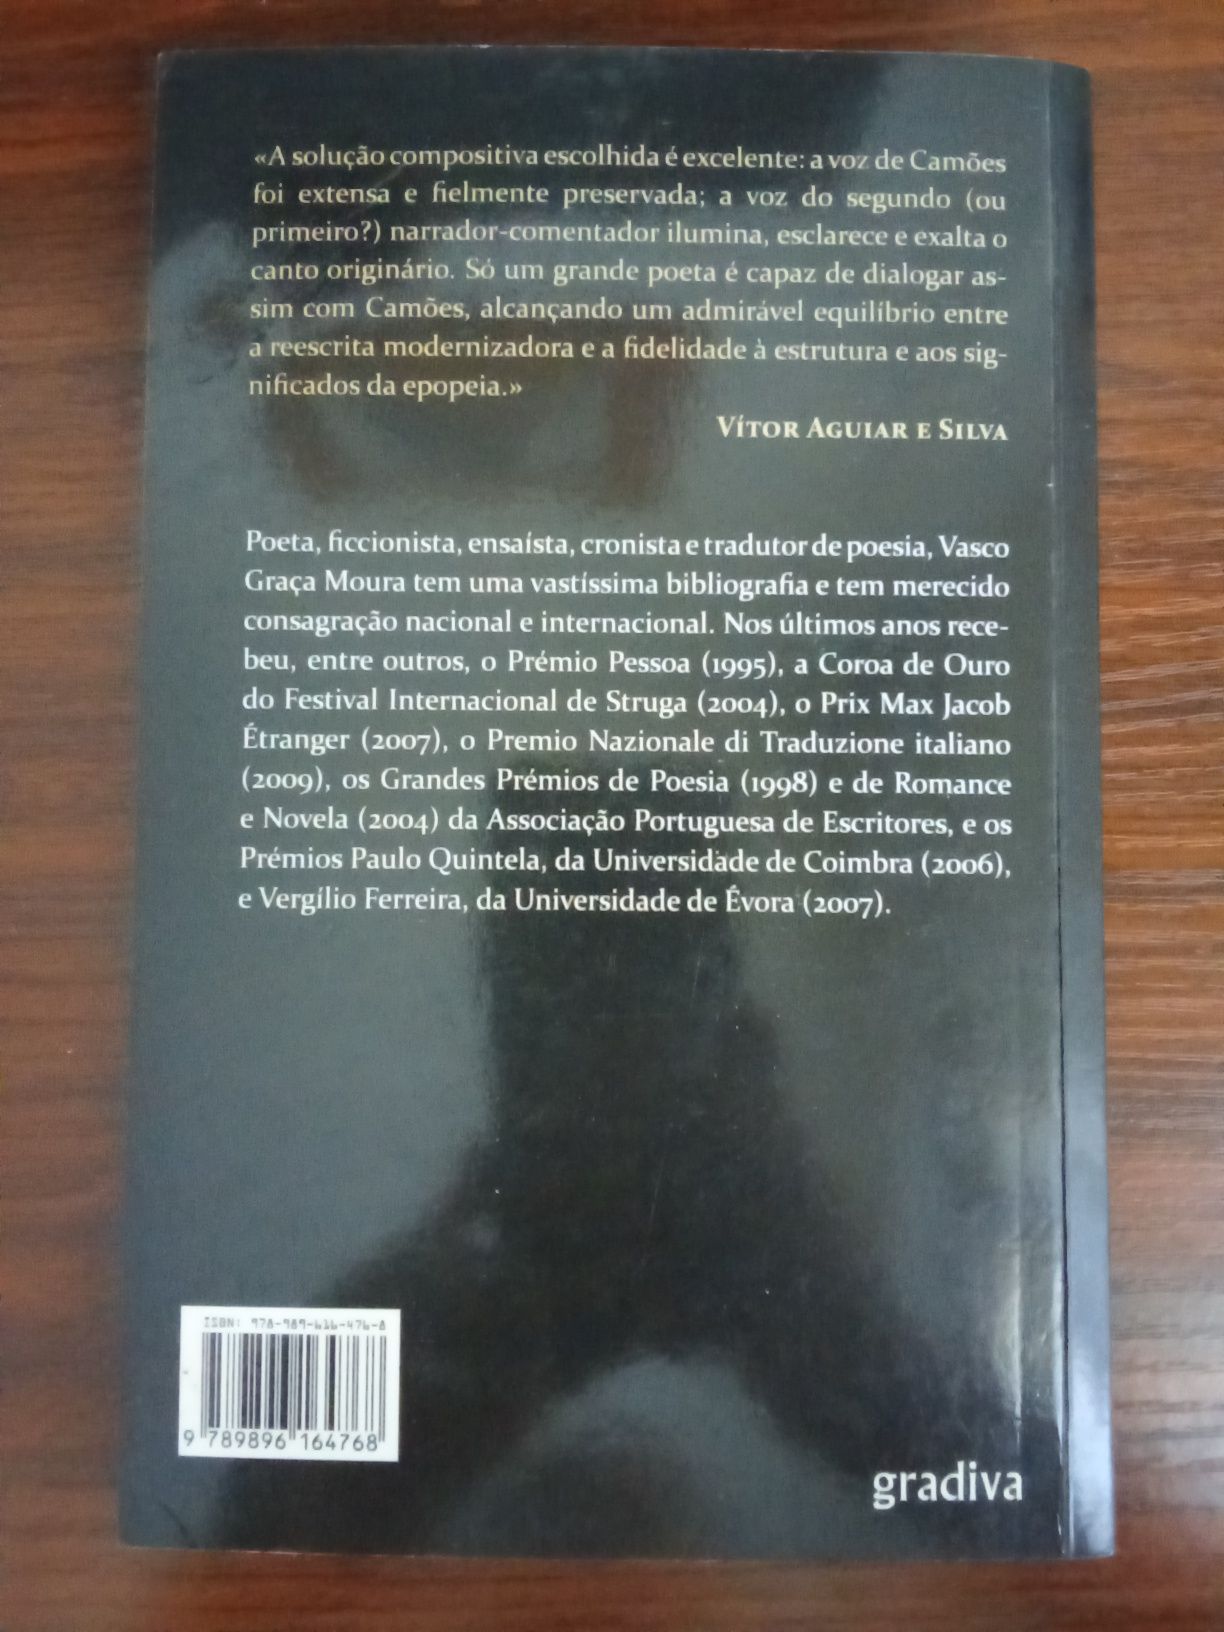 «A solução compositiva escolhida é excelente: a voz de Camões
foi extensa e fielmente preservada; a voz do segundo (ou
primeiro?) narrador-comentador ilumina, esclarece e exalta o
canto originário. Só um grande poeta é capaz de dialogar as-
sim com Camões, alcançando um admirável equilíbrio entre
a reescrita modernizadora e a fidelidade à estrutura e aos sig-
nificados da epopeia.»
Vítor Aguiar e Silva
Poeta, ficcionista, ensaísta, cronista e tradutor de poesia, Vasco
Graça Moura tem uma vastíssima bibliografia e tem merecido
consagração nacional e internacional. Nos últimos anos rece-
beu, entre outros, o Prémio Pessoa (1995), a Coroa de Ouro
do Festival Internacional de Struga (2004), o Prix Max Jacob
Étranger (2007), o Premio Nazionale di Traduzione italiano
(2009), os Grandes Prémios de Poesia (1998) e de Romance
e Novela (2004) da Associação Portuguesa de Escritores, e os
Prémios Paulo Quintela, da Universidade de Coimbra (2006),
e Vergílio Ferreira, da Universidade de Évora (2007).
ISBN: 978-989-616-476-8
9 789896 164768
gradiva